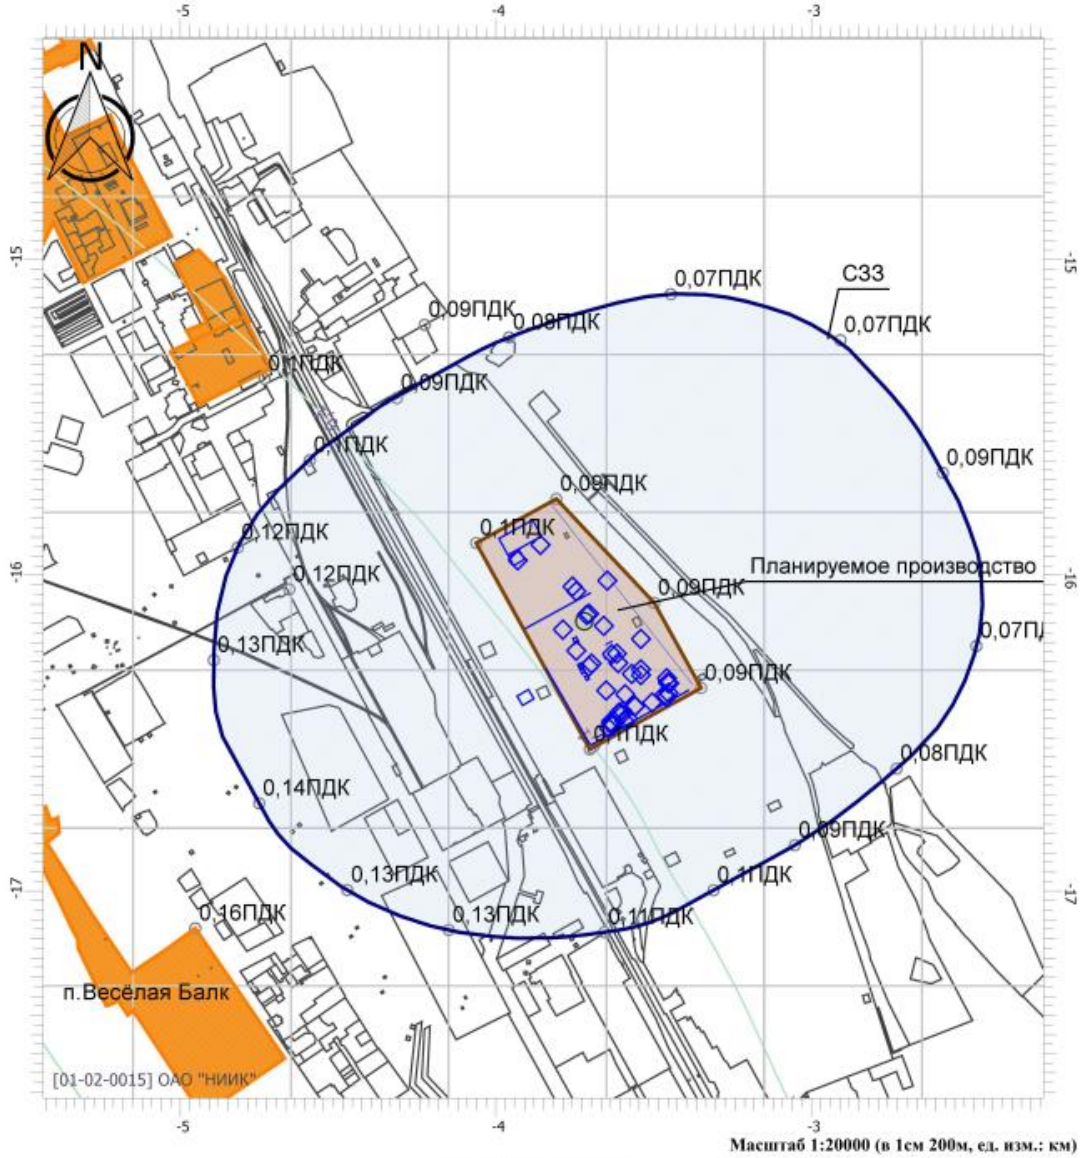 -5 -4 -3
N
-15 -15
0,07ПДК
СЗЗ
0,09ПДК
0,08ПДК
0,07ПДК
0,1ПДК
0,09ПДК
0,1ПДК
0,09ПДК
0,09ПДК
0,12ПДК
0,1ПДК
Планируемое производство
-16 -16
0,12ПДК
0,09ПДК
0,13ПДК
0,07ПД
0,09ПДК
0,1ПДК
0,08ПДК
0,14ПДК
0,09ПДК
0,13ПДК
0,1ПДК
-17 -17
0,16ПДК
0,13ПДК
0,11ПДК
п.Весёлая Балк
[01-02-0015] ОАО "НИИК"
-5 -4 -3
Масштаб 1:20000 (в 1см 200м, ед. изм.: км)